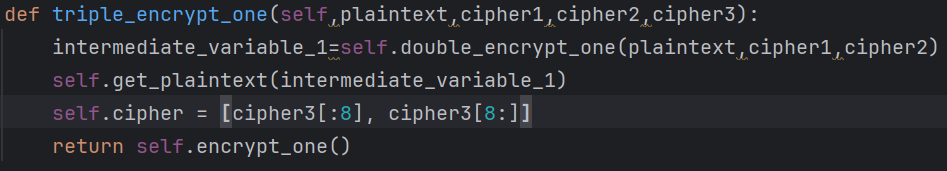 def triple_encrypt_one(self,plaintext,cipher1,cipher2,cipher3):
    intermediate_variable_1=self.double_encrypt_one(plaintext,cipher1,cipher2)
    self.get_plaintext(intermediate_variable_1)
    self.cipher = [cipher3[:8], cipher3[8:]]
    return self.encrypt_one()